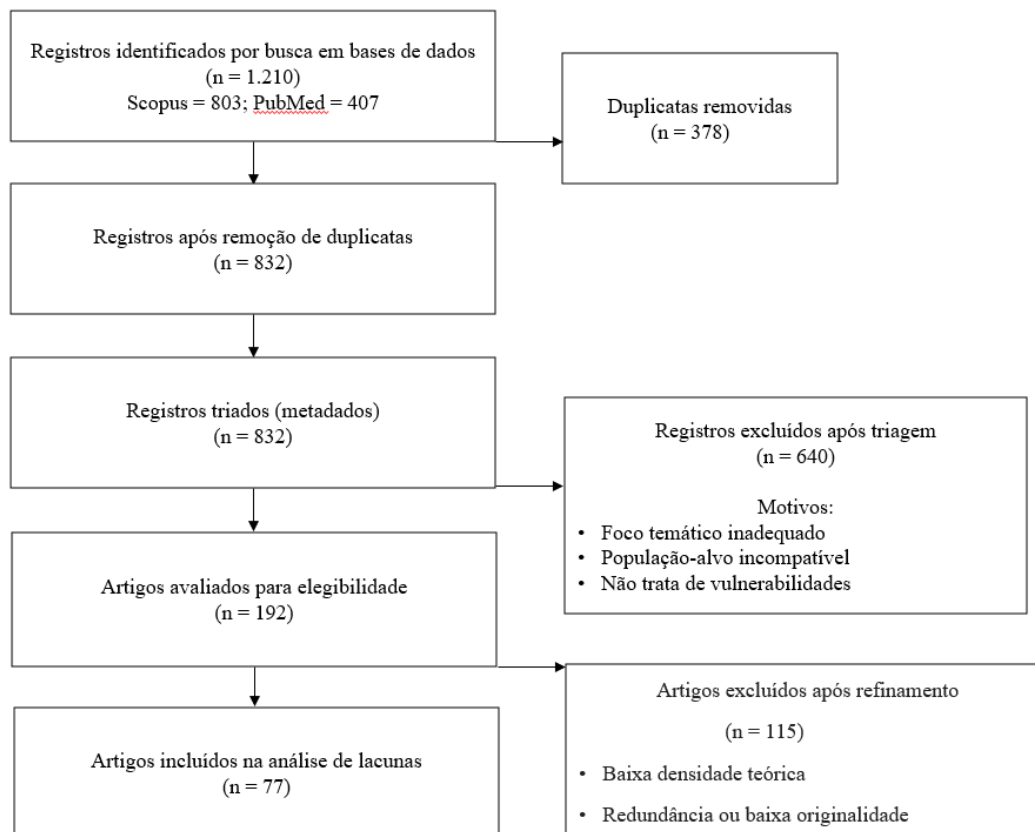 Registros identificados por busca em bases de dados
(n = 1.210)
Scopus = 803; PubMed = 407
Duplicatas removidas
(n = 378)
Registros após remoção de duplicatas
(n = 832)
Registros triados (metadados)
(n = 832)
Registros excluídos após triagem
(n = 640)
Motivos:
• Foco temático inadequado
• População-alvo incompatível
• Não trata de vulnerabilidades
Artigos avaliados para elegibilidade
(n = 192)
Artigos excluídos após refinamento
(n = 115)
• Baixa densidade teórica
• Redundância ou baixa originalidade
Artigos incluídos na análise de lacunas
(n = 77)